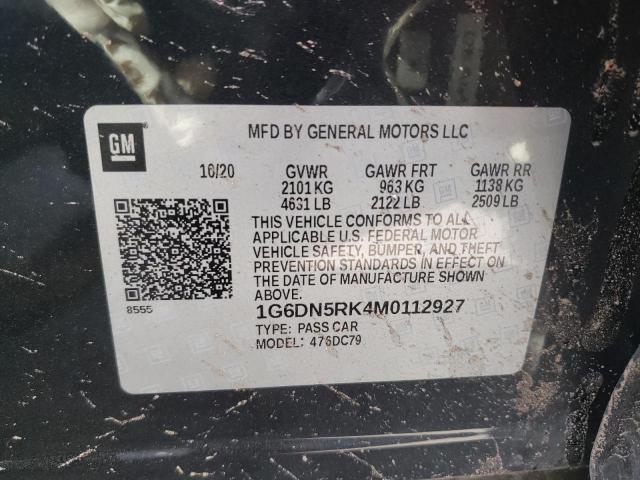 GM
MFD BY GENERAL MOTORS LLC
10/20 GVWR GAWR FRT GAWR RR
2101 KG 963 KG 1138 KG
4631 LB 2122 LB 2509 LB
THIS VEHICLE CONFORMS TO ALL
APPLICABLE U.S. FEDERAL MOTOR
VEHICLE SAFETY, BUMPER, AND THEFT
PREVENTION STANDARDS IN EFFECT ON
THE DATE OF MANUFACTURE SHOWN
ABOVE.
8555
1G6DN5RK4M0112927
TYPE: PASS CAR
MODEL: 476DC79